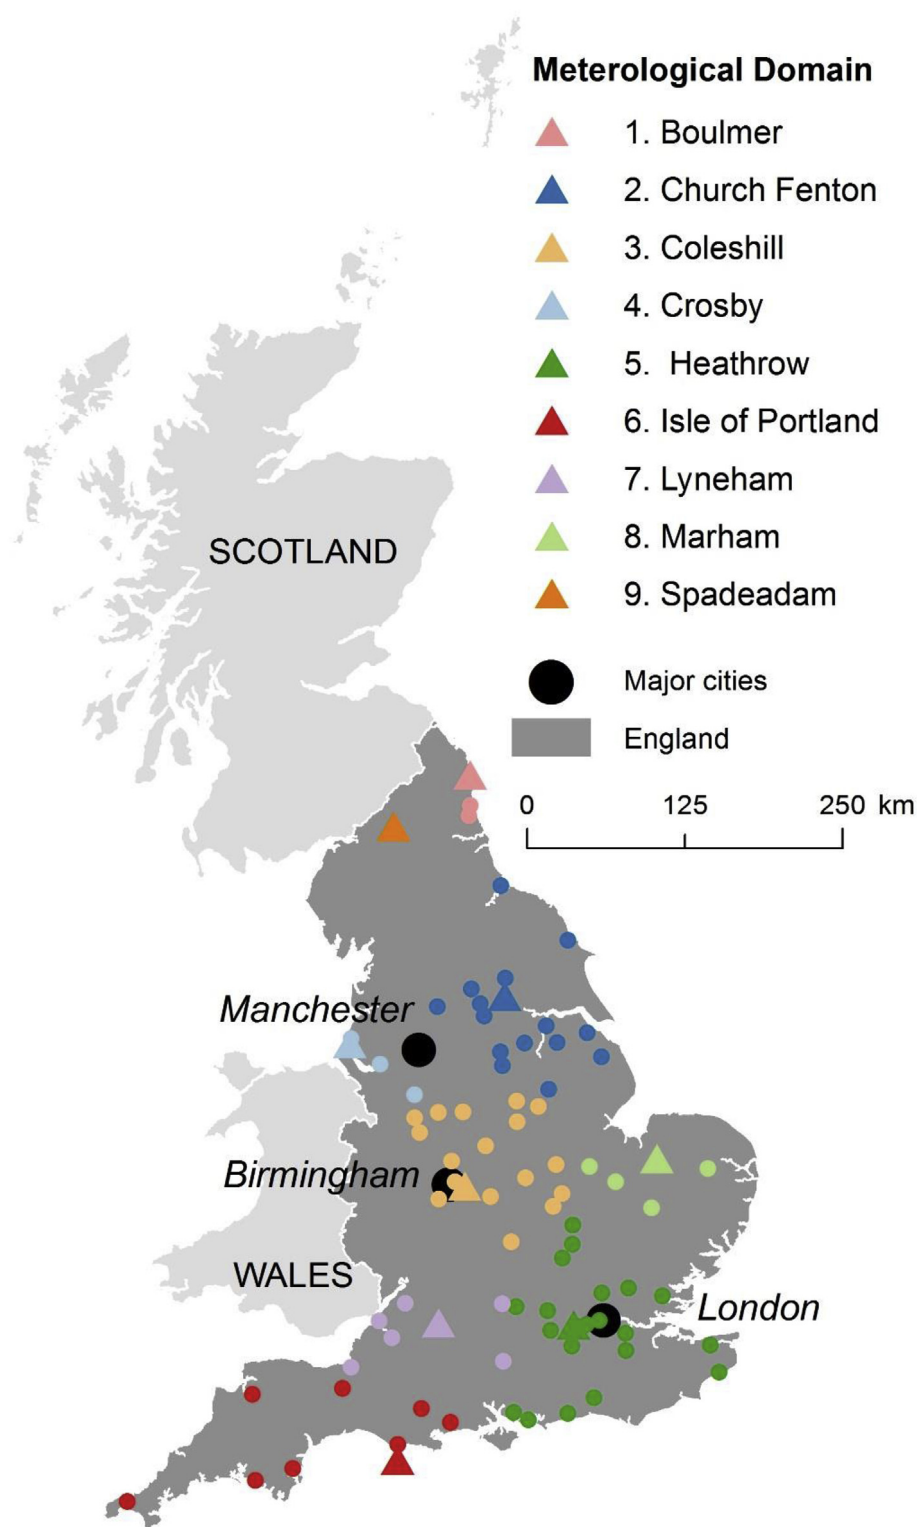 Meterological Domain
1. Boulmer
2. Church Fenton
3. Coleshill
4. Crosby
5. Heathrow
6. Isle of Portland
7. Lyneham
8. Marham
9. Spadeadam
SCOTLAND
Major cities
England
0 125 250 km
Manchester
Birmingham
WALES
London